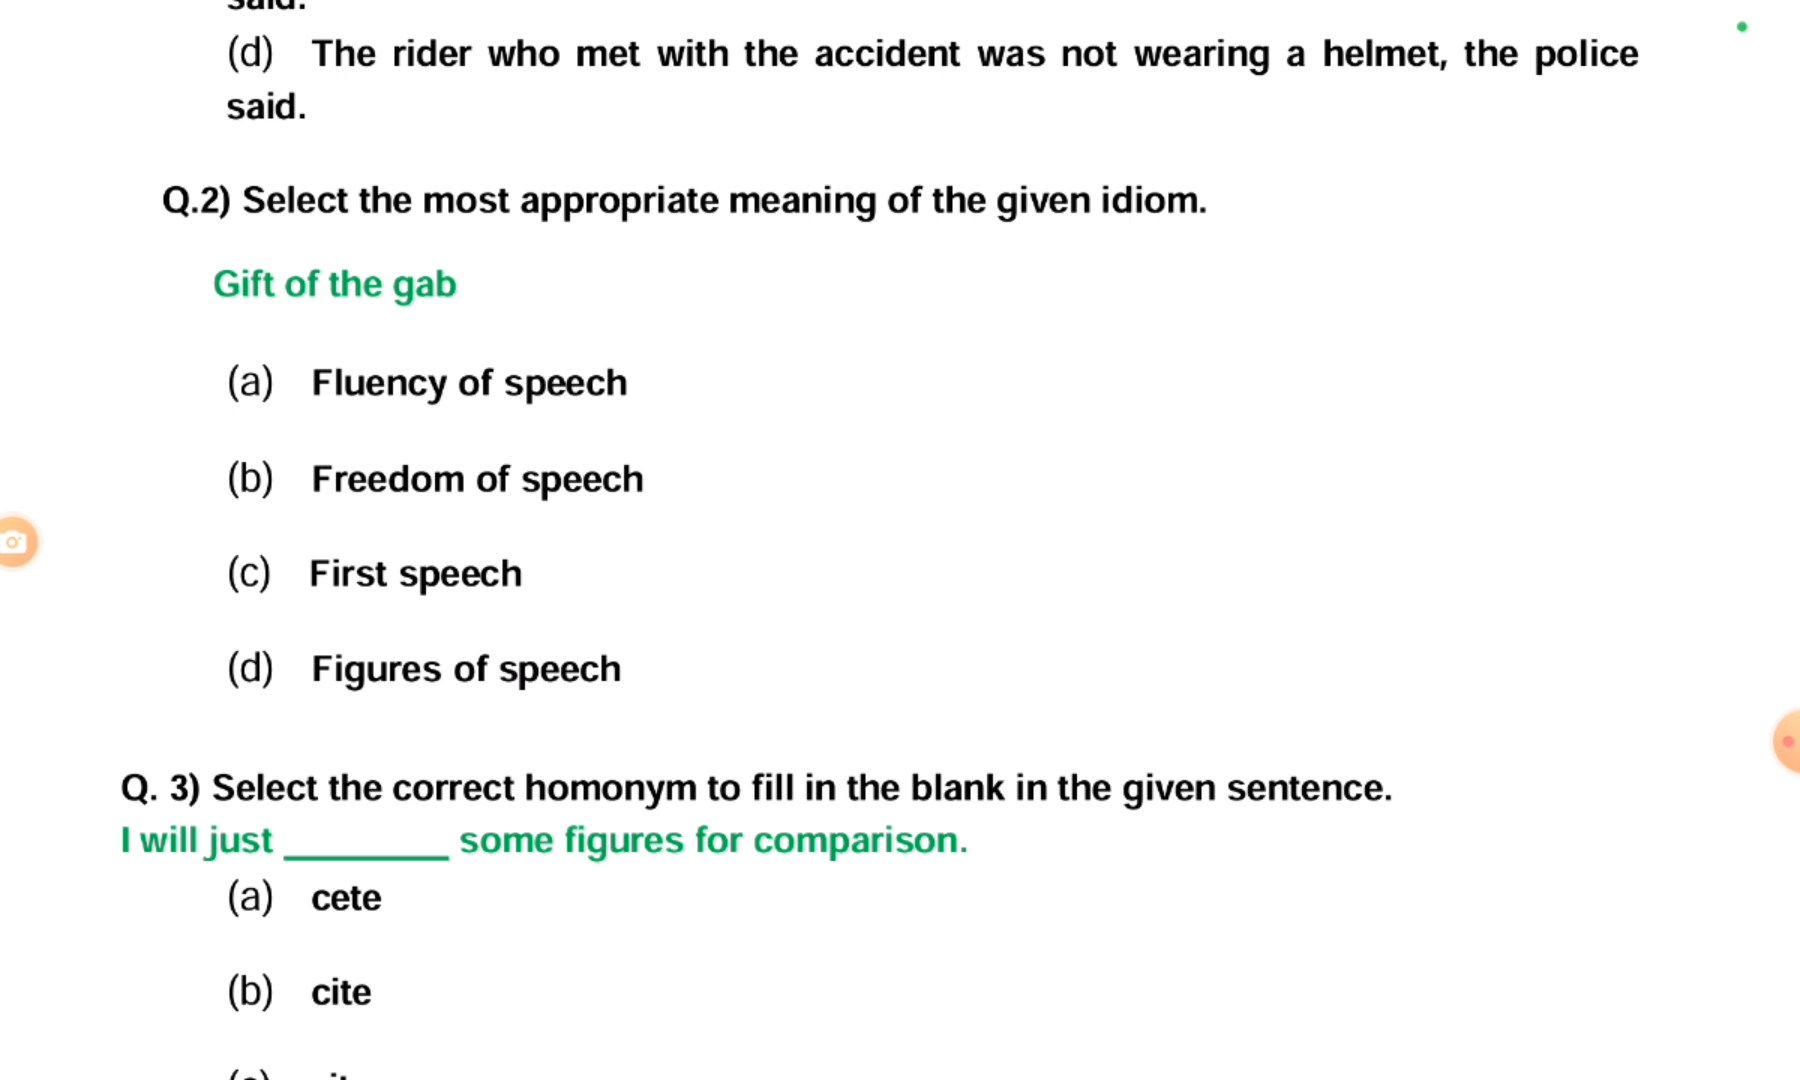 said.
(d) The rider who met with the accident was not wearing a helmet, the police
said.
Q.2) Select the most appropriate meaning of the given idiom.
Gift of the gab
(a) Fluency of speech
(b) Freedom of speech
(c) First speech
(d) Figures of speech
Q. 3) Select the correct homonym to fill in the blank in the given sentence.
I will just ________ some figures for comparison.
(a) cete
(b) cite